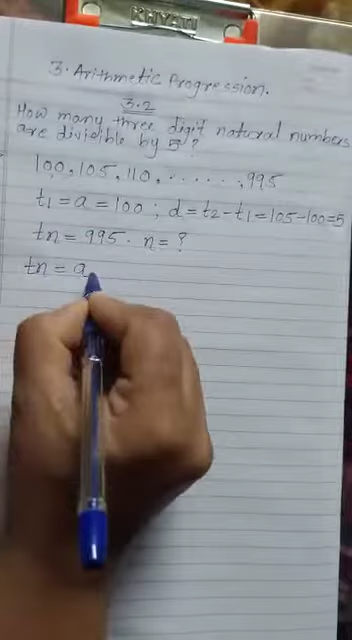 KHYATI
3. Arithmetic Progression.
3.2
How many three digit natural numbers
are divisible by 5 ?
100, 105, 110, ......, 995
t₁ = a = 100 ; d = t₂ - t₁ = 105 - 100 = 5
tn = 995. n = ?
tn = a